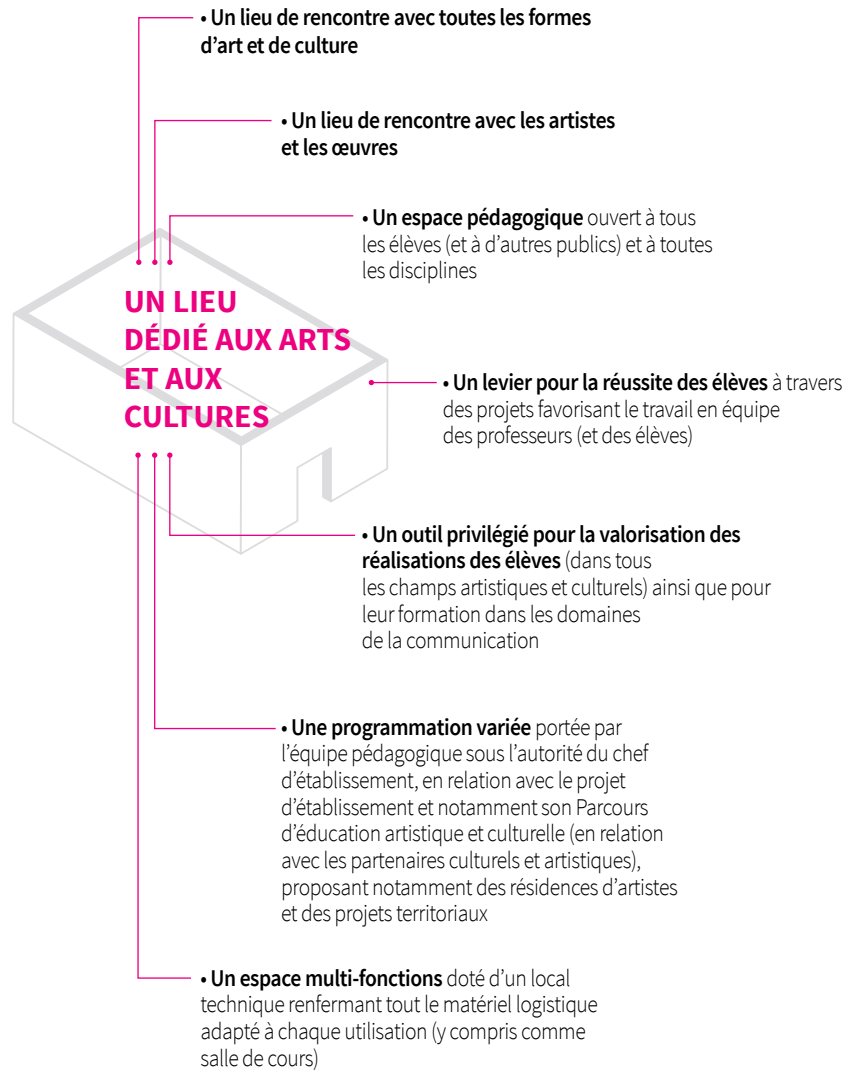 • Un lieu de rencontre avec toutes les formes
d’art et de culture
• Un lieu de rencontre avec les artistes
et les œuvres
• Un espace pédagogique ouvert à tous
les élèves (et à d’autres publics) et à toutes
les disciplines
UN LIEU
DÉDIÉ AUX ARTS
ET AUX
CULTURES
• Un levier pour la réussite des élèves à travers
des projets favorisant le travail en équipe
des professeurs (et des élèves)
• Un outil privilégié pour la valorisation des
réalisations des élèves (dans tous
les champs artistiques et culturels) ainsi que pour
leur formation dans les domaines
de la communication
• Une programmation variée portée par
l’équipe pédagogique sous l’autorité du chef
d’établissement, en relation avec le projet
d’établissement et notamment son Parcours
d’éducation artistique et culturelle (en relation
avec les partenaires culturels et artistiques),
proposant notamment des résidences d’artistes
et des projets territoriaux
• Un espace multi-fonctions doté d’un local
technique renfermant tout le matériel logistique
adapté à chaque utilisation (y compris comme
salle de cours)